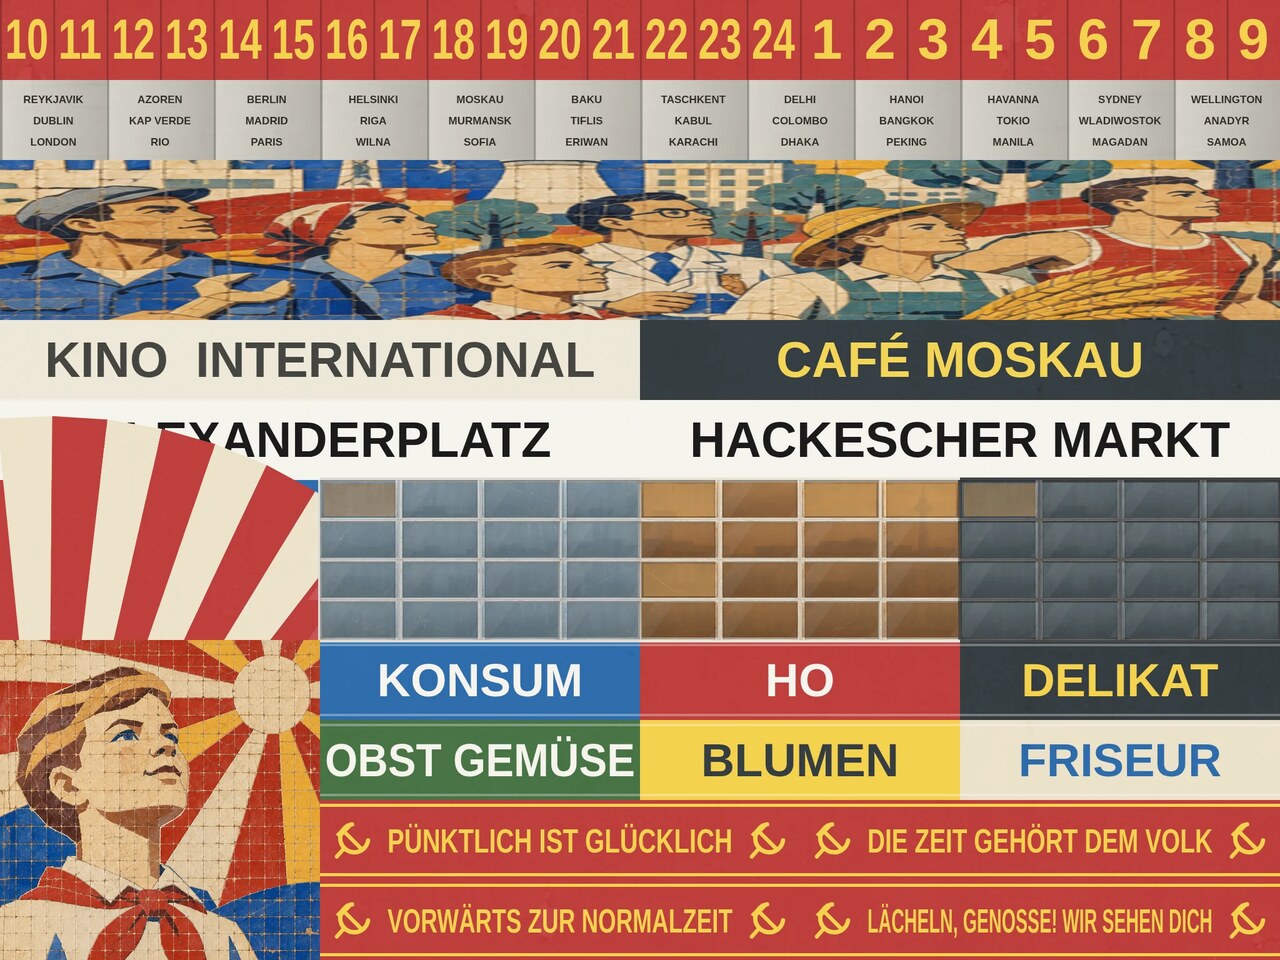 10 11 12 13 14 15 16 17 18 19 20 21 22 23 24 1 2 3 4 5 6 7 8 9
REYKJAVIK AZOREN BERLIN HELSINKI MOSKAU BAKU TASCHKENT DELHI HANOI HAVANNA SYDNEY WELLINGTON
DUBLIN KAP VERDE MADRID RIGA MURMANSK TIFLIS KABUL COLOMBO BANGKOK TOKIO WLADIWOSTOK ANADYR
LONDON RIO PARIS WILNA SOFIA ERIWAN KARACHI DHAKA PEKING MANILA MAGADAN SAMOA
KINO INTERNATIONAL CAFÉ MOSKAU
HACKESCHER MARKT
KONSUM HO DELIKAT
OBST GEMÜSE BLUMEN FRISEUR
PÜNKTLICH IST GLÜCKLICH DIE ZEIT GEHÖRT DEM VOLK
VORWÄRTS ZUR NORMALZEIT LÄCHELN, GENOSSE! WIR SEHEN DICH